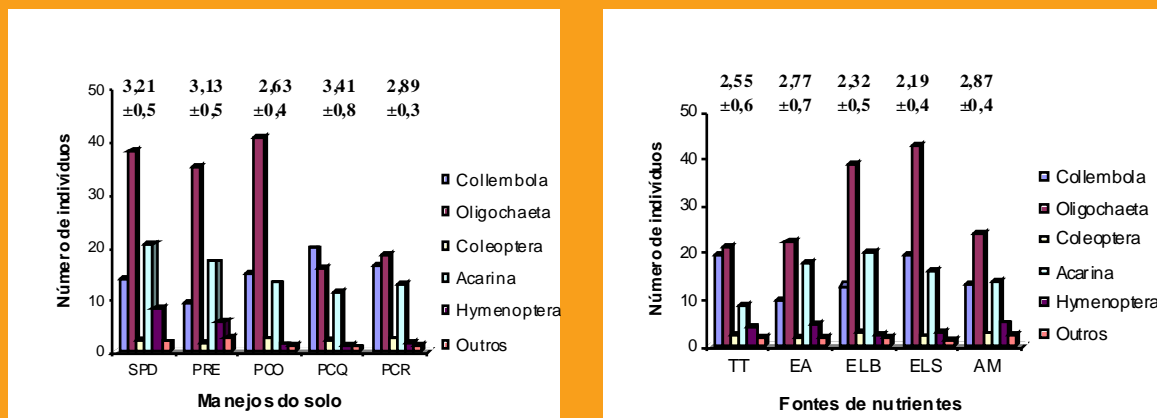 3,21 3,13 2,63 3,41 2,89
±0,5 ±0,5 ±0,4 ±0,8 ±0,3
50
40
30
20
10
0
Número de indivíduos
SPD PRE PCO PCQ PCR
Manejos do solo
Collembola
Oligochaeta
Coleoptera
Acarina
Hymenoptera
Outros
2,55 2,77 2,32 2,19 2,87
±0,6 ±0,7 ±0,5 ±0,4 ±0,4
50
40
30
20
10
0
Número de indivíduos
TT EA ELB ELS AM
Fontes de nutrientes
Collembola
Oligochaeta
Coleoptera
Acarina
Hymenoptera
Outros